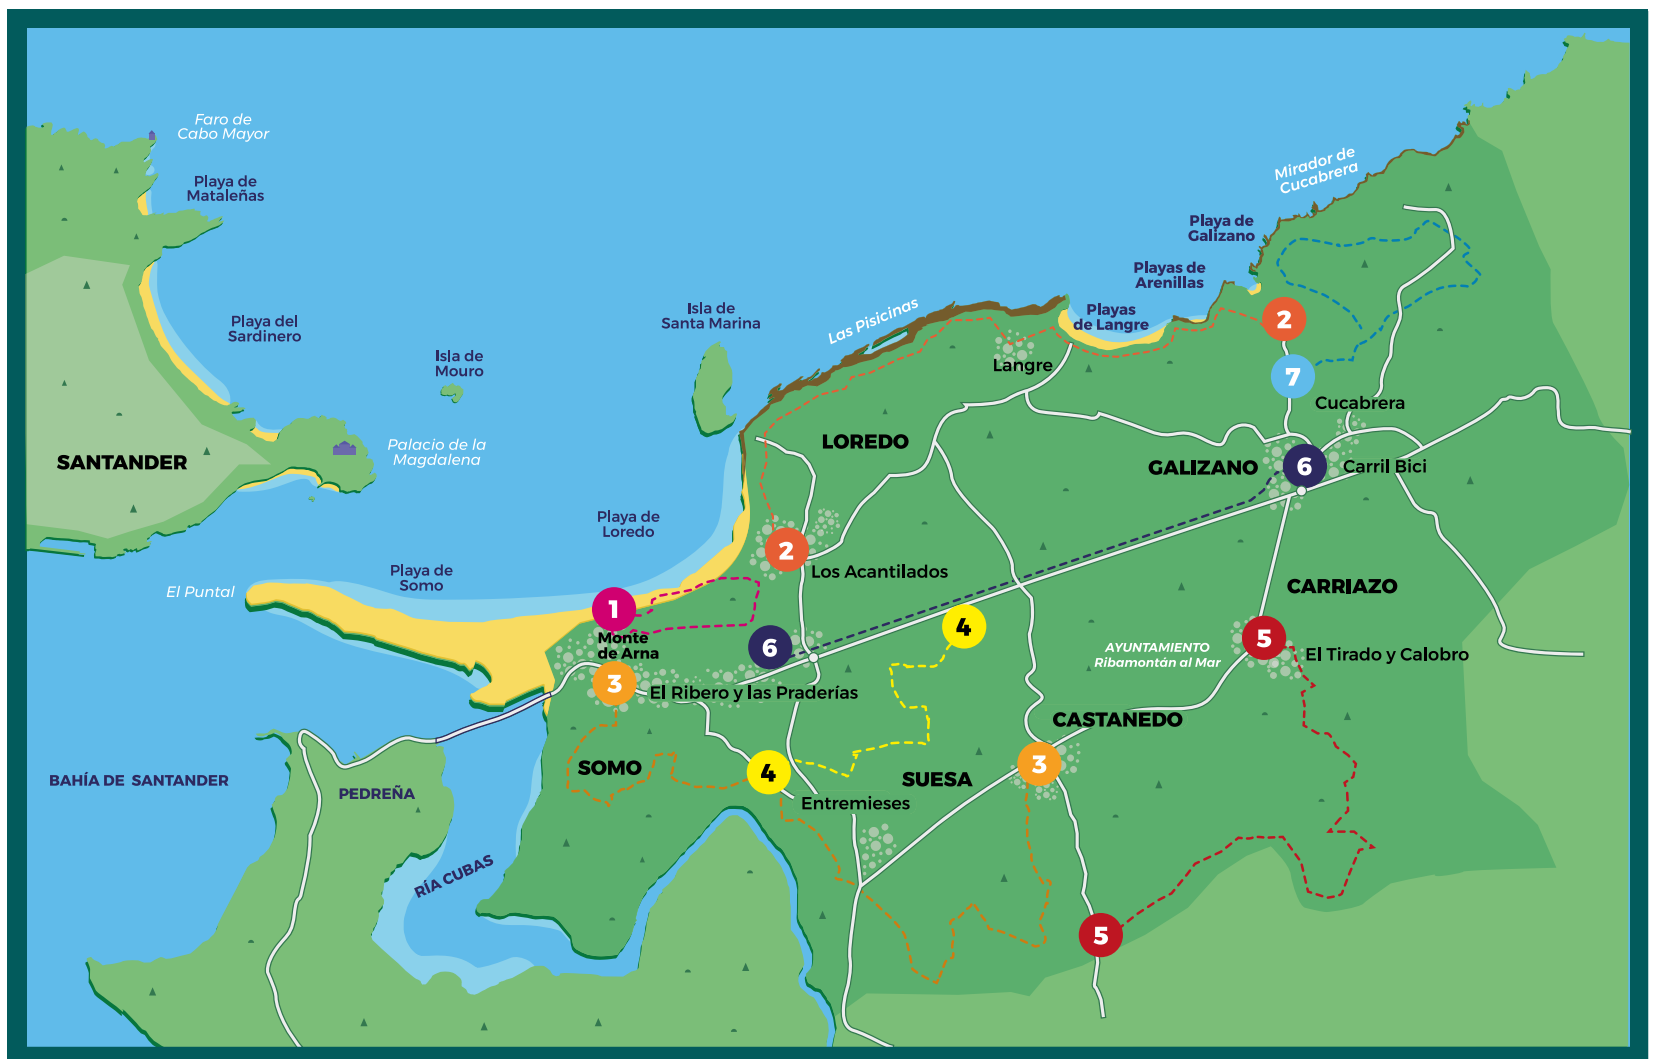 Faro de
Cabo Mayor
Playa de
Mataleñas
Playa del
Sardinero
Isla de
Mouro
Palacio de la
Magdalena
SANTANDER
Isla de
Santa Marina
Las Pisicinas
Playas
de Langre
Playas de
Arenillas
Playa de
Galizano
Mirador de
Cucabrera
2
7
Langre
Cucabrera
LOREDO
GALIZANO
6
Carril Bici
Playa de
Loredo
2
Los Acantilados
El Puntal
Playa de
Somo
1
Monte
de Arna
6
4
CARRIAZO
5
AYUNTAMIENTO
Ribamontán al Mar
El Tirado y Calobro
3
El Ribero y las Praderías
CASTANEDO
SOMO
4
SUESA
3
Entremieses
BAHÍA DE SANTANDER
PEDREÑA
RÍA CUBAS
5